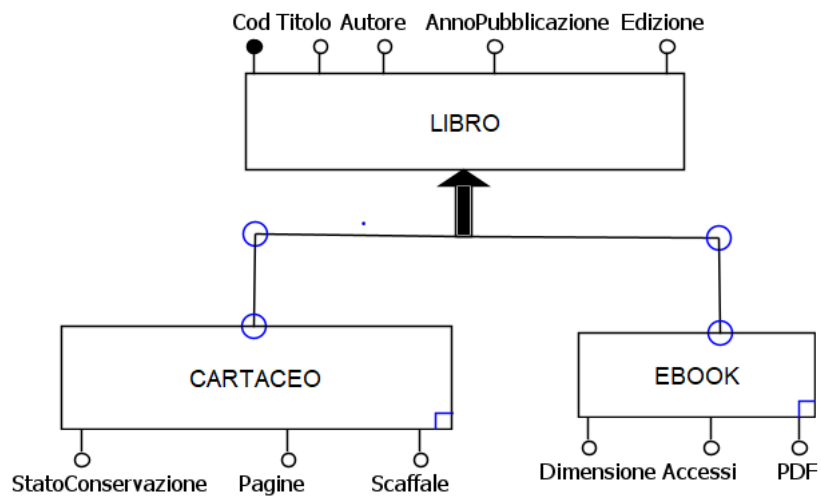 Cod Titolo Autore AnnoPubblicazione Edizione
LIBRO
CARTACEO
EBOOK
StatoConservazione Pagine Scaffale
Dimensione Accessi PDF